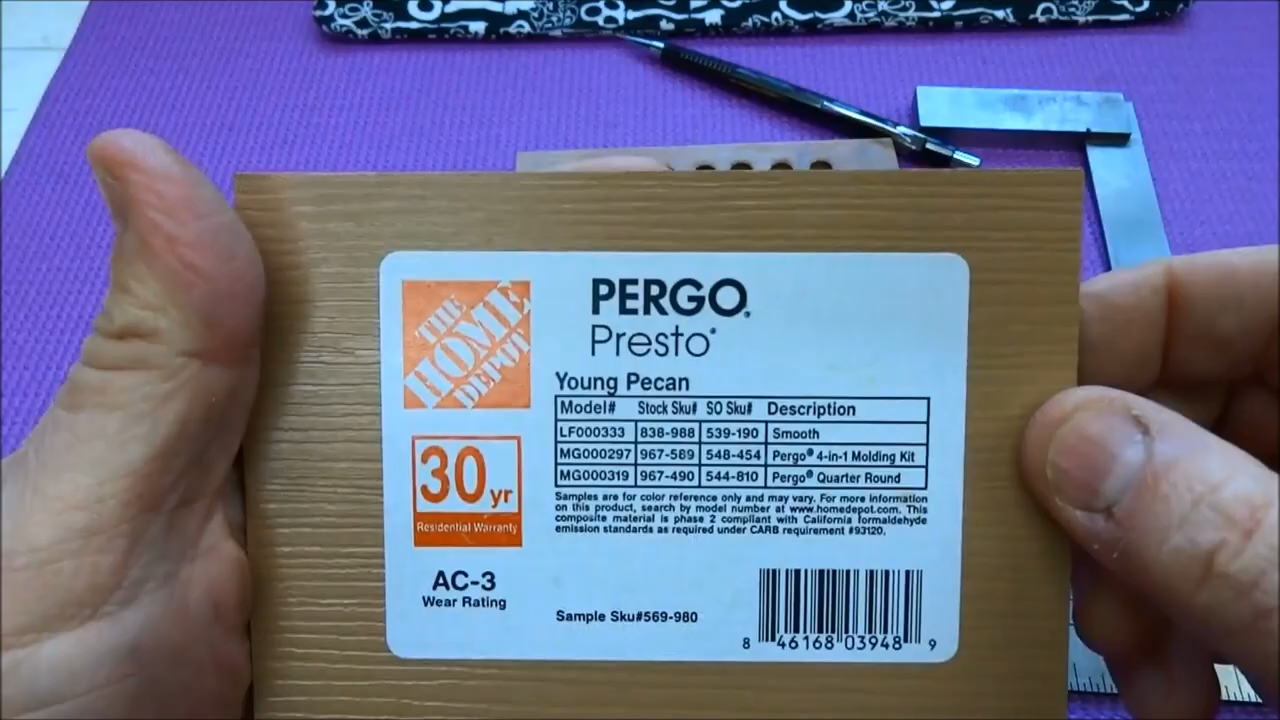 THE
HOME
DEPOT
PERGO®
Presto®
Young Pecan
Model# Stock Sku# SO Sku# Description
LF000333 838-988 539-190 Smooth
MG000297 967-589 548-454 Pergo® 4-in-1 Molding Kit
MG000319 967-490 544-810 Pergo® Quarter Round
Samples are for color reference only and may vary. For more information
on this product, search by model number at www.homedepot.com. This
composite material is phase 2 compliant with California formaldehyde
emission standards as required under CARB requirement #93120.
30 yr
Residential Warranty
AC-3
Wear Rating
Sample Sku#569-980
8 46168 03948 9